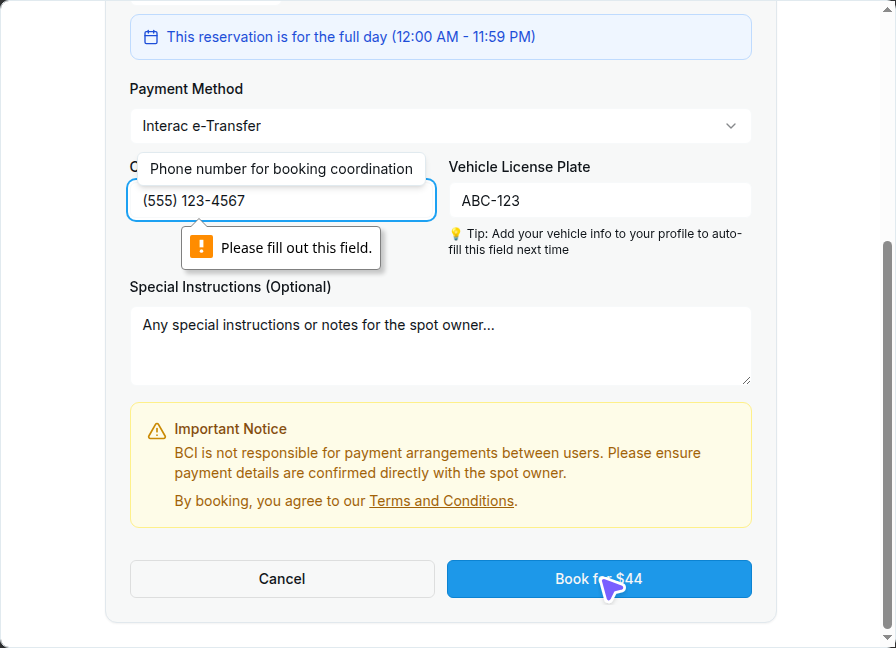 This reservation is for the full day (12:00 AM - 11:59 PM)
Payment Method
Interac e-Transfer
Phone number for booking coordination
Vehicle License Plate
(555) 123-4567
ABC-123
Please fill out this field.
💡 Tip: Add your vehicle info to your profile to auto-
fill this field next time
Special Instructions (Optional)
Any special instructions or notes for the spot owner...
Important Notice
BCI is not responsible for payment arrangements between users. Please ensure
payment details are confirmed directly with the spot owner.
By booking, you agree to our Terms and Conditions.
Cancel
Book for $44